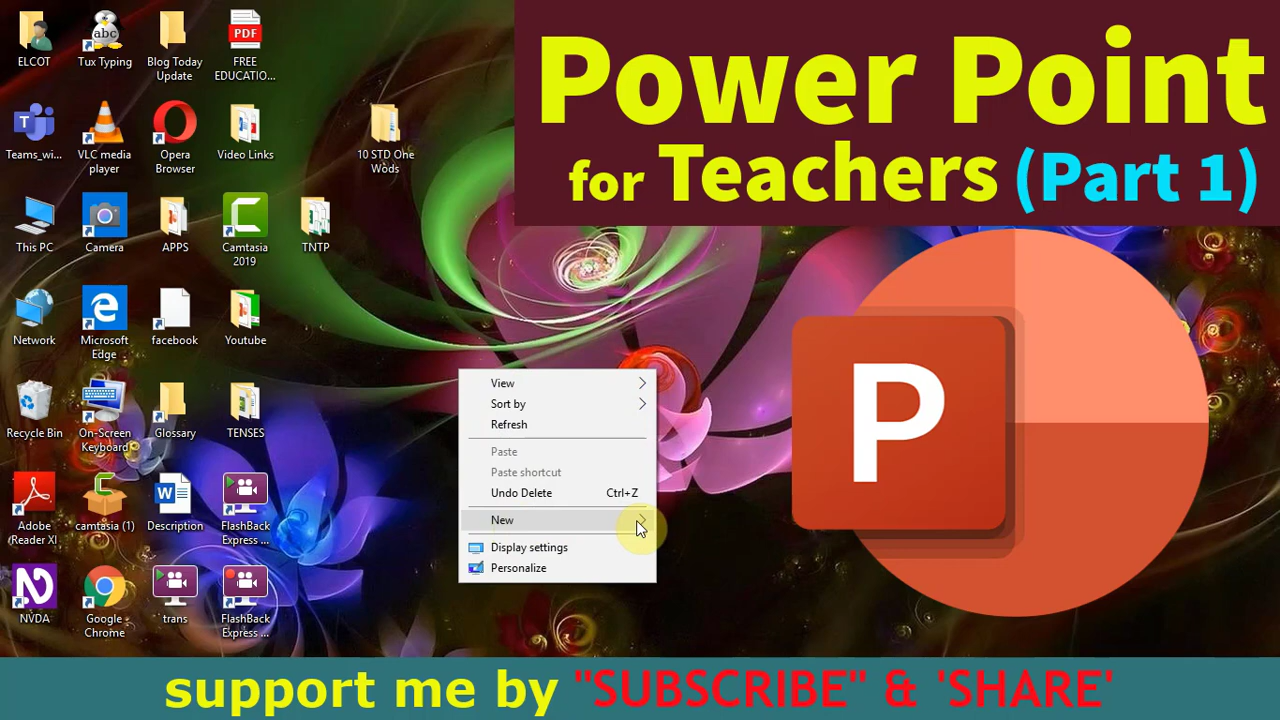 Power Point
for Teachers (Part 1)
ELCOT
Tux Typing
abc
Blog Today
Update
PDF
FREE
EDUCATIO...
Teams_wi...
T
VLC media
player
Opera
Browser
Video Links
10 STD One
Wods
This PC
Camera
APPS
Camtasia
2019
TNTP
Network
Microsoft
Edge
facebook
Youtube
Recycle Bin
On-Screen
Keyboard
Glossary
TENSES
Adobe
(Reader XI
camtasia (1)
W
Description
FlashBack
Express ...
NVDA
Google
Chrome
trans
FlashBack
Express ...
View
Sort by
Refresh
Paste
Paste shortcut
Undo Delete Ctrl+Z
New
Display settings
Personalize
P
support me by "SUBSCRIBE" & 'SHARE'